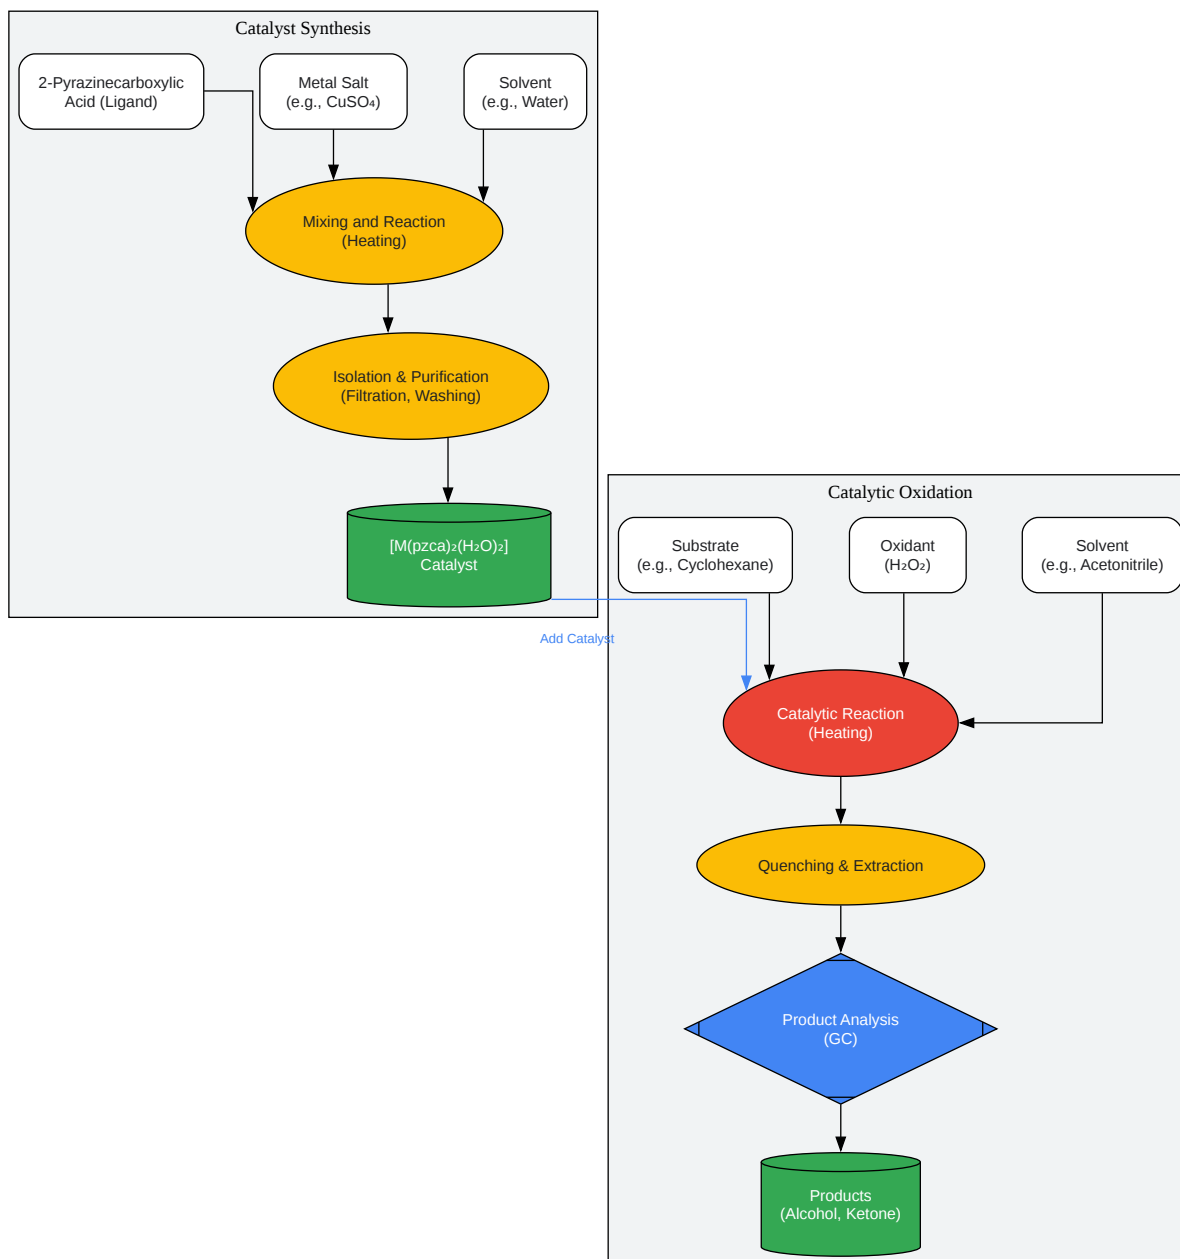 Catalyst Synthesis
2-Pyrazinecarboxylic
Acid (Ligand)
Metal Salt
(e.g., CuSO₄)
Solvent
(e.g., Water)
Mixing and Reaction
(Heating)
Isolation & Purification
(Filtration, Washing)
[M(pzca)₂(H₂O)₂]
Catalyst
Add Catalyst
Catalytic Oxidation
Substrate
(e.g., Cyclohexane)
Oxidant
(H₂O₂)
Solvent
(e.g., Acetonitrile)
Catalytic Reaction
(Heating)
Quenching & Extraction
Product Analysis
(GC)
Products
(Alcohol, Ketone)